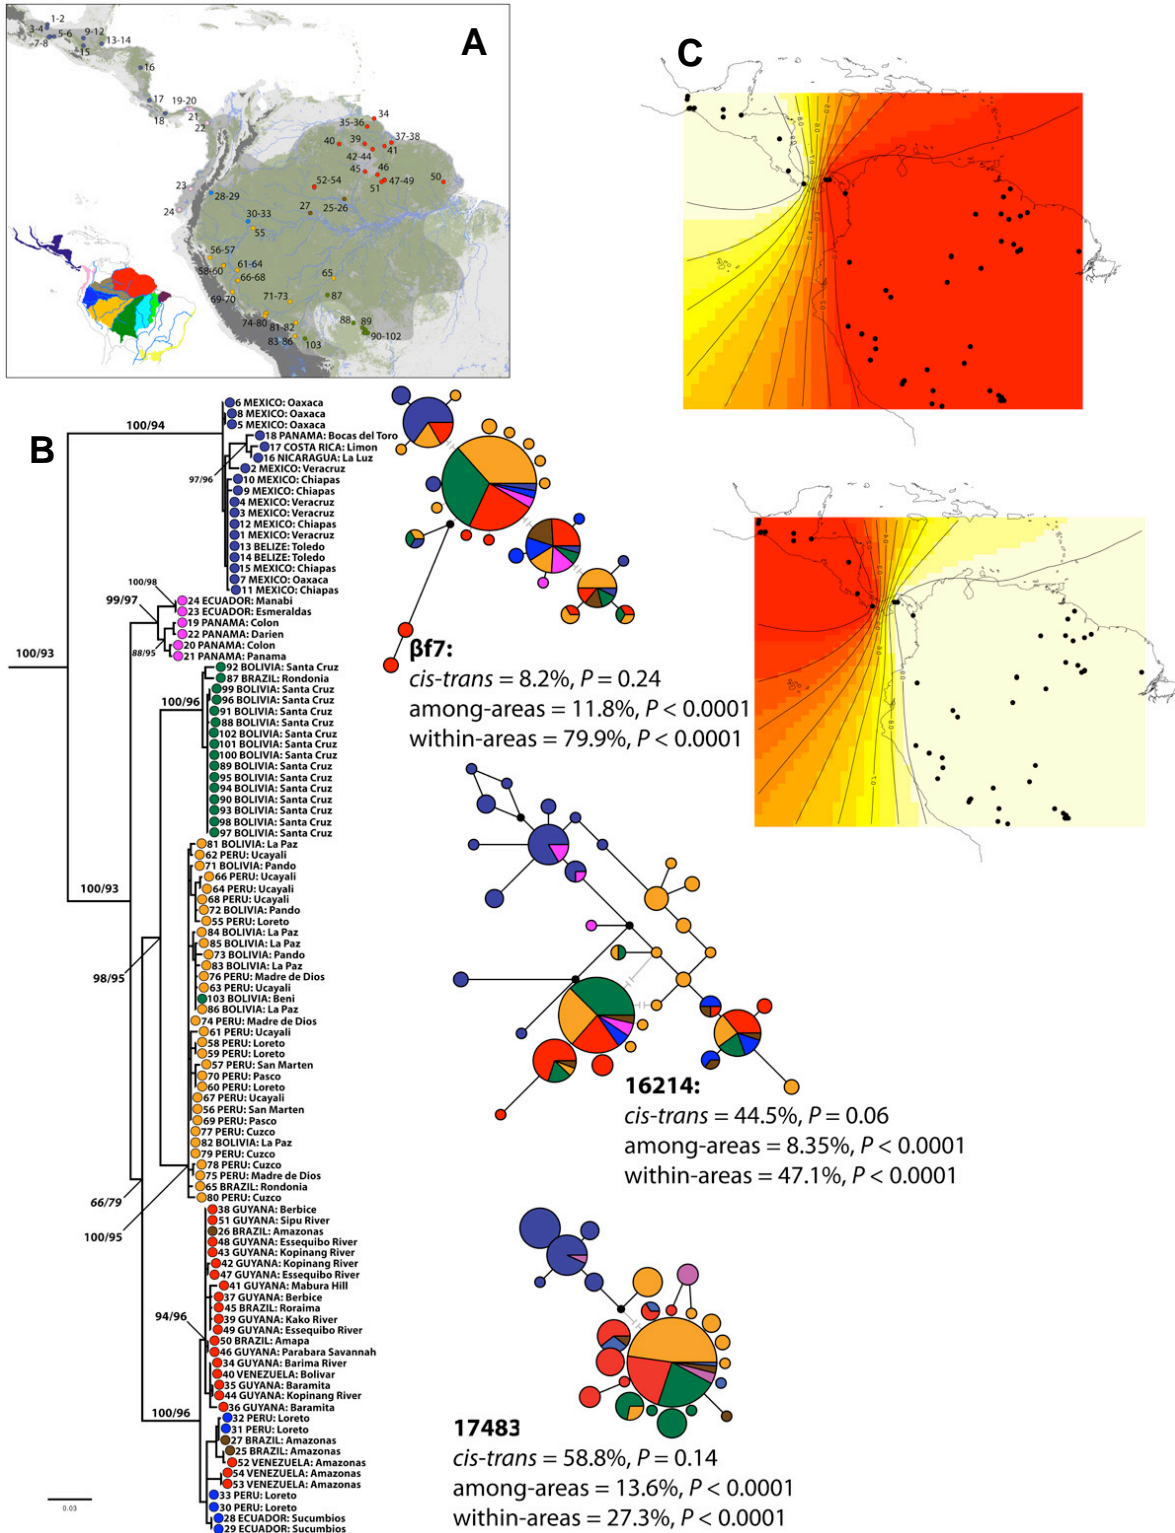 A
1-2
3-4
5-6
7-8
9-12
13-14
15
16
17
18
19-20
21
22
23
24
28-29
30-33
55
56-57
58-60
61-64
66-68
69-70
71-73
74-80
81-82
83-86
103
65
87
88
89
90-102
27
25-26
52-54
40
35-36
34
39
37-38
41
42-44
45
46
47-49
51
50
C
B
100/93
100/94
97/96
99/97
100/98
88/95
100/93
100/96
98/95
100/95
66/79
94/96
100/96
6 MEXICO: Oaxaca
8 MEXICO: Oaxaca
5 MEXICO: Oaxaca
18 PANAMA: Bocas del Toro
17 COSTA RICA: Limon
16 NICARAGUA: La Luz
2 MEXICO: Veracruz
10 MEXICO: Chiapas
9 MEXICO: Chiapas
4 MEXICO: Veracruz
3 MEXICO: Veracruz
12 MEXICO: Chiapas
1 MEXICO: Veracruz
13 BELIZE: Toledo
14 BELIZE: Toledo
15 MEXICO: Chiapas
7 MEXICO: Oaxaca
11 MEXICO: Chiapas
24 ECUADOR: Manabi
23 ECUADOR: Esmeraldas
19 PANAMA: Colon
22 PANAMA: Darien
20 PANAMA: Colon
21 PANAMA: Panama
92 BOLIVIA: Santa Cruz
87 BRAZIL: Rondonia
99 BOLIVIA: Santa Cruz
96 BOLIVIA: Santa Cruz
91 BOLIVIA: Santa Cruz
88 BOLIVIA: Santa Cruz
102 BOLIVIA: Santa Cruz
101 BOLIVIA: Santa Cruz
100 BOLIVIA: Santa Cruz
89 BOLIVIA: Santa Cruz
95 BOLIVIA: Santa Cruz
94 BOLIVIA: Santa Cruz
90 BOLIVIA: Santa Cruz
93 BOLIVIA: Santa Cruz
98 BOLIVIA: Santa Cruz
97 BOLIVIA: Santa Cruz
81 BOLIVIA: La Paz
62 PERU: Ucayali
71 BOLIVIA: Pando
66 PERU: Ucayali
64 PERU: Ucayali
68 PERU: Ucayali
72 BOLIVIA: Pando
55 PERU: Loreto
84 BOLIVIA: La Paz
85 BOLIVIA: La Paz
73 BOLIVIA: Pando
83 BOLIVIA: La Paz
76 PERU: Madre de Dios
63 PERU: Ucayali
103 BOLIVIA: Beni
86 BOLIVIA: La Paz
74 PERU: Madre de Dios
61 PERU: Ucayali
58 PERU: Loreto
59 PERU: Loreto
57 PERU: San Marten
70 PERU: Pasco
60 PERU: Loreto
67 PERU: Ucayali
56 PERU: San Marten
69 PERU: Pasco
77 PERU: Cuzco
82 BOLIVIA: La Paz
79 PERU: Cuzco
78 PERU: Cuzco
75 PERU: Madre de Dios
65 BRAZIL: Rondonia
80 PERU: Cuzco
38 GUYANA: Berbice
51 GUYANA: Sipu River
26 BRAZIL: Amazonas
48 GUYANA: Essequibo River
43 GUYANA: Kopinang River
42 GUYANA: Kopinang River
47 GUYANA: Essequibo River
41 GUYANA: Mabura Hill
37 GUYANA: Berbice
45 BRAZIL: Roraima
39 GUYANA: Kako River
49 GUYANA: Essequibo River
50 BRAZIL: Amapa
46 GUYANA: Parabara Savannah
34 GUYANA: Barima River
40 VENEZUELA: Bolivar
35 GUYANA: Baramita
44 GUYANA: Kopinang River
36 GUYANA: Baramita
32 PERU: Loreto
31 PERU: Loreto
27 BRAZIL: Amazonas
25 BRAZIL: Amazonas
52 VENEZUELA: Amazonas
54 VENEZUELA: Amazonas
53 VENEZUELA: Amazonas
33 PERU: Loreto
30 PERU: Loreto
28 ECUADOR: Sucumbios
29 ECUADOR: Sucumbios
0.03
βf7:
cis-trans = 8.2%, P = 0.24
among-areas = 11.8%, P < 0.0001
within-areas = 79.9%, P < 0.0001
16214:
cis-trans = 44.5%, P = 0.06
among-areas = 8.35%, P < 0.0001
within-areas = 47.1%, P < 0.0001
17483
cis-trans = 58.8%, P = 0.14
among-areas = 13.6%, P < 0.0001
within-areas = 27.3%, P < 0.0001